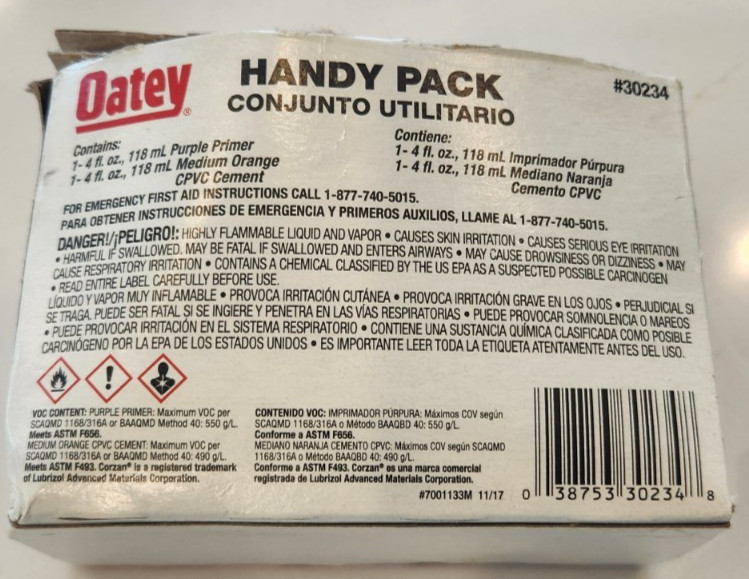 Oatey®
HANDY PACK
CONJUNTO UTILITARIO
#30234
Contains:
1- 4 fl. oz., 118 mL Purple Primer
1- 4 fl. oz., 118 mL Medium Orange
CPVC Cement
Contiene:
1- 4 fl. oz., 118 mL Imprimador Púrpura
1- 4 fl. oz., 118 mL Mediano Naranja
Cemento CPVC
FOR EMERGENCY FIRST AID INSTRUCTIONS CALL 1-877-740-5015.
PARA OBTENER INSTRUCCIONES DE EMERGENCIA Y PRIMEROS AUXILIOS, LLAME AL 1-877-740-5015.
DANGER!/¡PELIGRO!: HIGHLY FLAMMABLE LIQUID AND VAPOR • CAUSES SKIN IRRITATION • CAUSES SERIOUS EYE IRRITATION
• HARMFUL IF SWALLOWED. MAY BE FATAL IF SWALLOWED AND ENTERS AIRWAYS • MAY CAUSE DROWSINESS OR DIZZINESS • MAY
CAUSE RESPIRATORY IRRITATION • CONTAINS A CHEMICAL CLASSIFIED BY THE US EPA AS A SUSPECTED POSSIBLE CARCINOGEN
• READ ENTIRE LABEL CAREFULLY BEFORE USE.
LÍQUIDO Y VAPOR MUY INFLAMABLE • PROVOCA IRRITACIÓN CUTÁNEA • PROVOCA IRRITACIÓN GRAVE EN LOS OJOS • PERJUDICIAL SI
SE TRAGA. PUEDE SER FATAL SI SE INGIERE Y PENETRA EN LAS VÍAS RESPIRATORIAS • PUEDE PROVOCAR SOMNOLENCIA O MAREOS
• PUEDE PROVOCAR IRRITACIÓN EN EL SISTEMA RESPIRATORIO • CONTIENE UNA SUSTANCIA QUÍMICA CLASIFICADA COMO POSIBLE
CARCINÓGENO POR LA EPA DE LOS ESTADOS UNIDOS • ES IMPORTANTE LEER TODA LA ETIQUETA ATENTAMENTE ANTES DEL USO.
VOC CONTENT: PURPLE PRIMER: Maximum VOC per
SCAQMD 1168/316A or BAAQMD Method 40: 550 g/L.
Meets ASTM F656.
MEDIUM ORANGE CPVC CEMENT: Maximum VOC per
SCAQMD 1168/316A or BAAQMD Method 40: 490 g/L.
Meets ASTM F493. Corzan® is a registered trademark
of Lubrizol Advanced Materials Corporation.
CONTENIDO VOC: IMPRIMADOR PÚRPURA: Máximos COV según
SCAQMD 1168/316A o Método BAAQBD 40: 550 g/L.
Conforme a ASTM F656.
MEDIANO NARANJA CEMENTO CPVC: Máximos COV según SCAQMD
1168/316A o Método BAAQBD 40: 490 g/L.
Conforme a ASTM F493. Corzan® es una marca comercial
registrada de Lubrizol Advanced Materials Corporation.
#7001133M 11/17
0 38753 30234 8